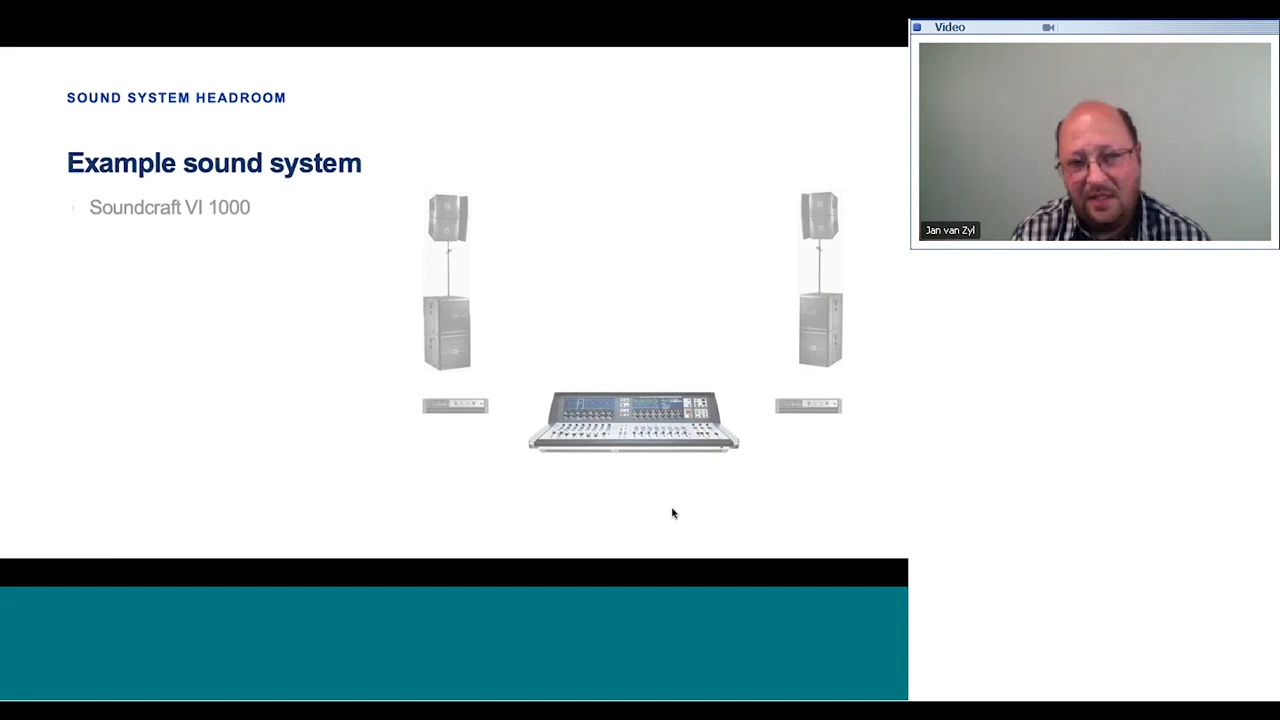 SOUND SYSTEM HEADROOM
Example sound system
Soundcraft VI 1000
Video
Jan van Zyl